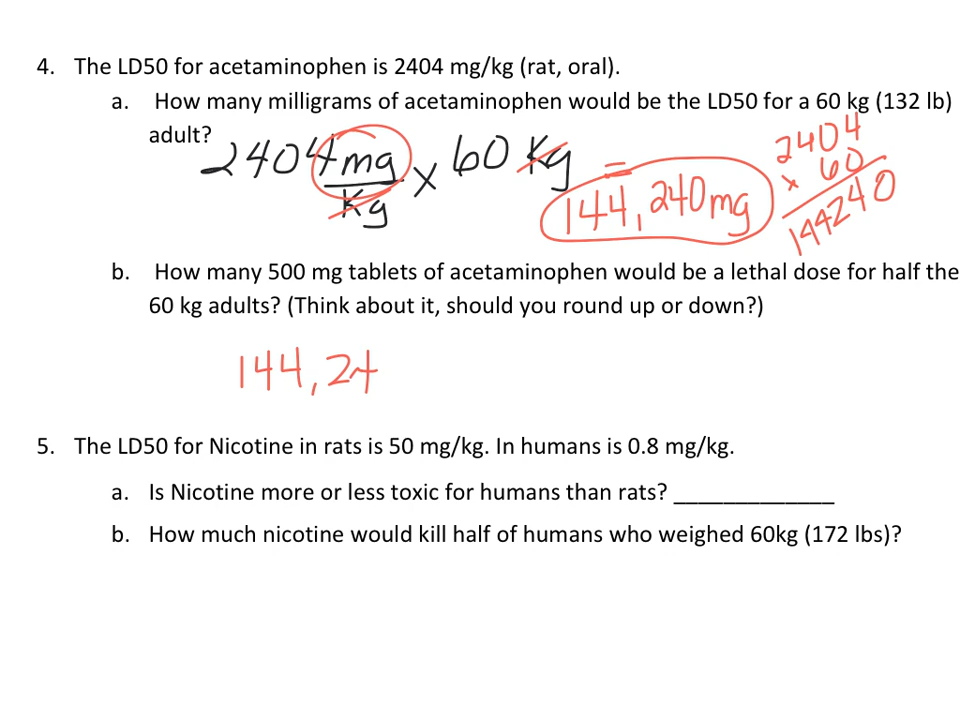 4. The LD50 for acetaminophen is 2404 mg/kg (rat, oral).
a. How many milligrams of acetaminophen would be the LD50 for a 60 kg (132 lb)
adult?
2404 mg/Kg x 60 Kg = 144,240 mg
2404
x 60
144240
b. How many 500 mg tablets of acetaminophen would be a lethal dose for half the
60 kg adults? (Think about it, should you round up or down?)
144,24
5. The LD50 for Nicotine in rats is 50 mg/kg. In humans is 0.8 mg/kg.
a. Is Nicotine more or less toxic for humans than rats? _____________
b. How much nicotine would kill half of humans who weighed 60kg (172 lbs)?